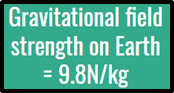 Gravitational field
strength on Earth
= 9.8N/kg